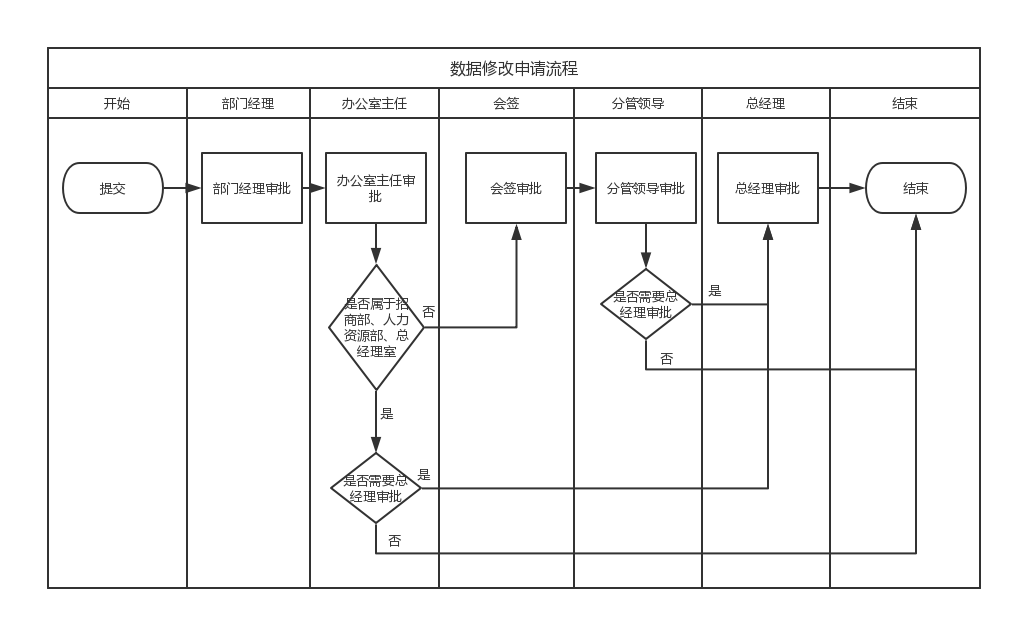 数据修改申请流程
开始
部门经理
办公室主任
会签
分管领导
总经理
结束
提交
部门经理审批
办公室主任审
批
会签审批
分管领导审批
总经理审批
结束
是否属于招
商部、人力
资源部、总
经理室
否
是否需要总
经理审批
是
否
是
是否需要总
经理审批
是
否